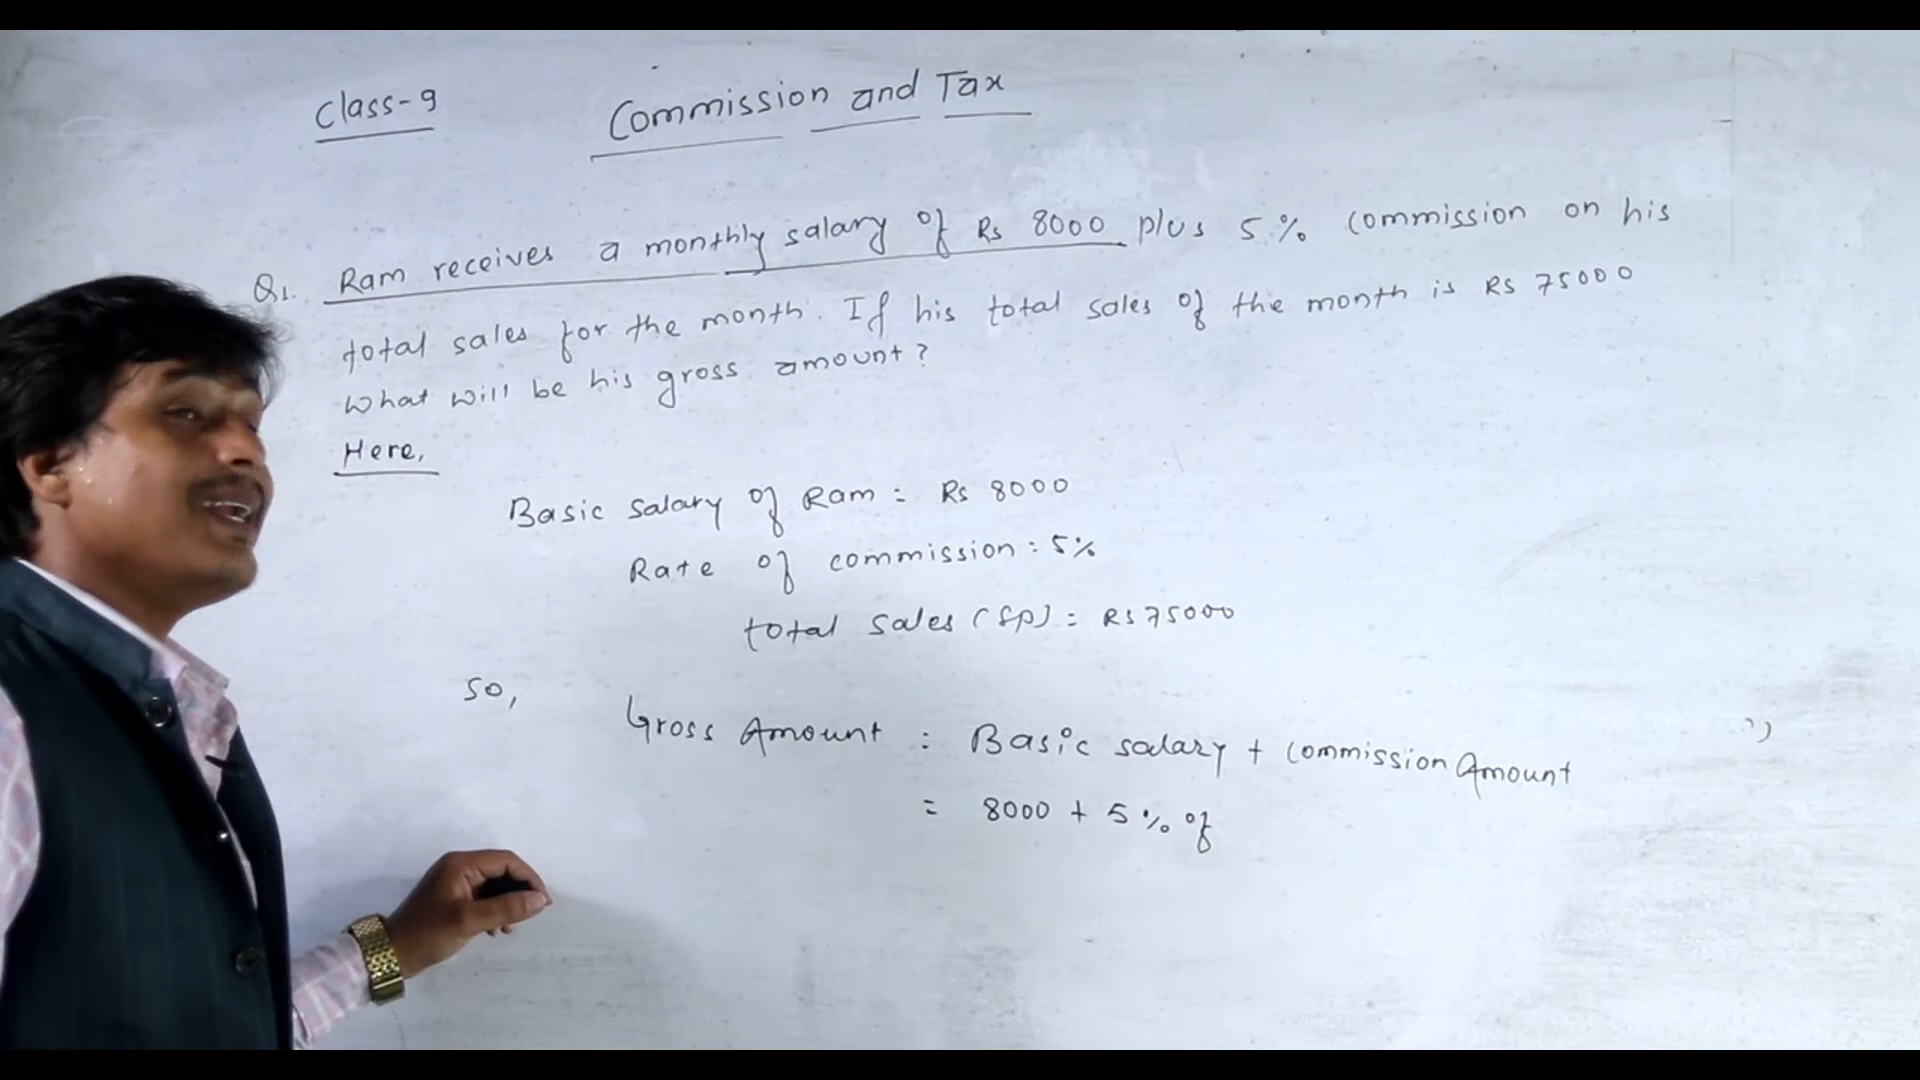 Class-9
Commission and Tax
Q1. Ram receives a monthly salary of Rs 8000 plus 5% commission on his
total sales for the month. If his total sales of the month is Rs 75000
What will be his gross amount?
Here,
Basic salary of Ram = Rs 8000
Rate of commission = 5%
total sales (SP) = Rs 75000
so,
Gross Amount = Basic salary + commission Amount
= 8000 + 5% of